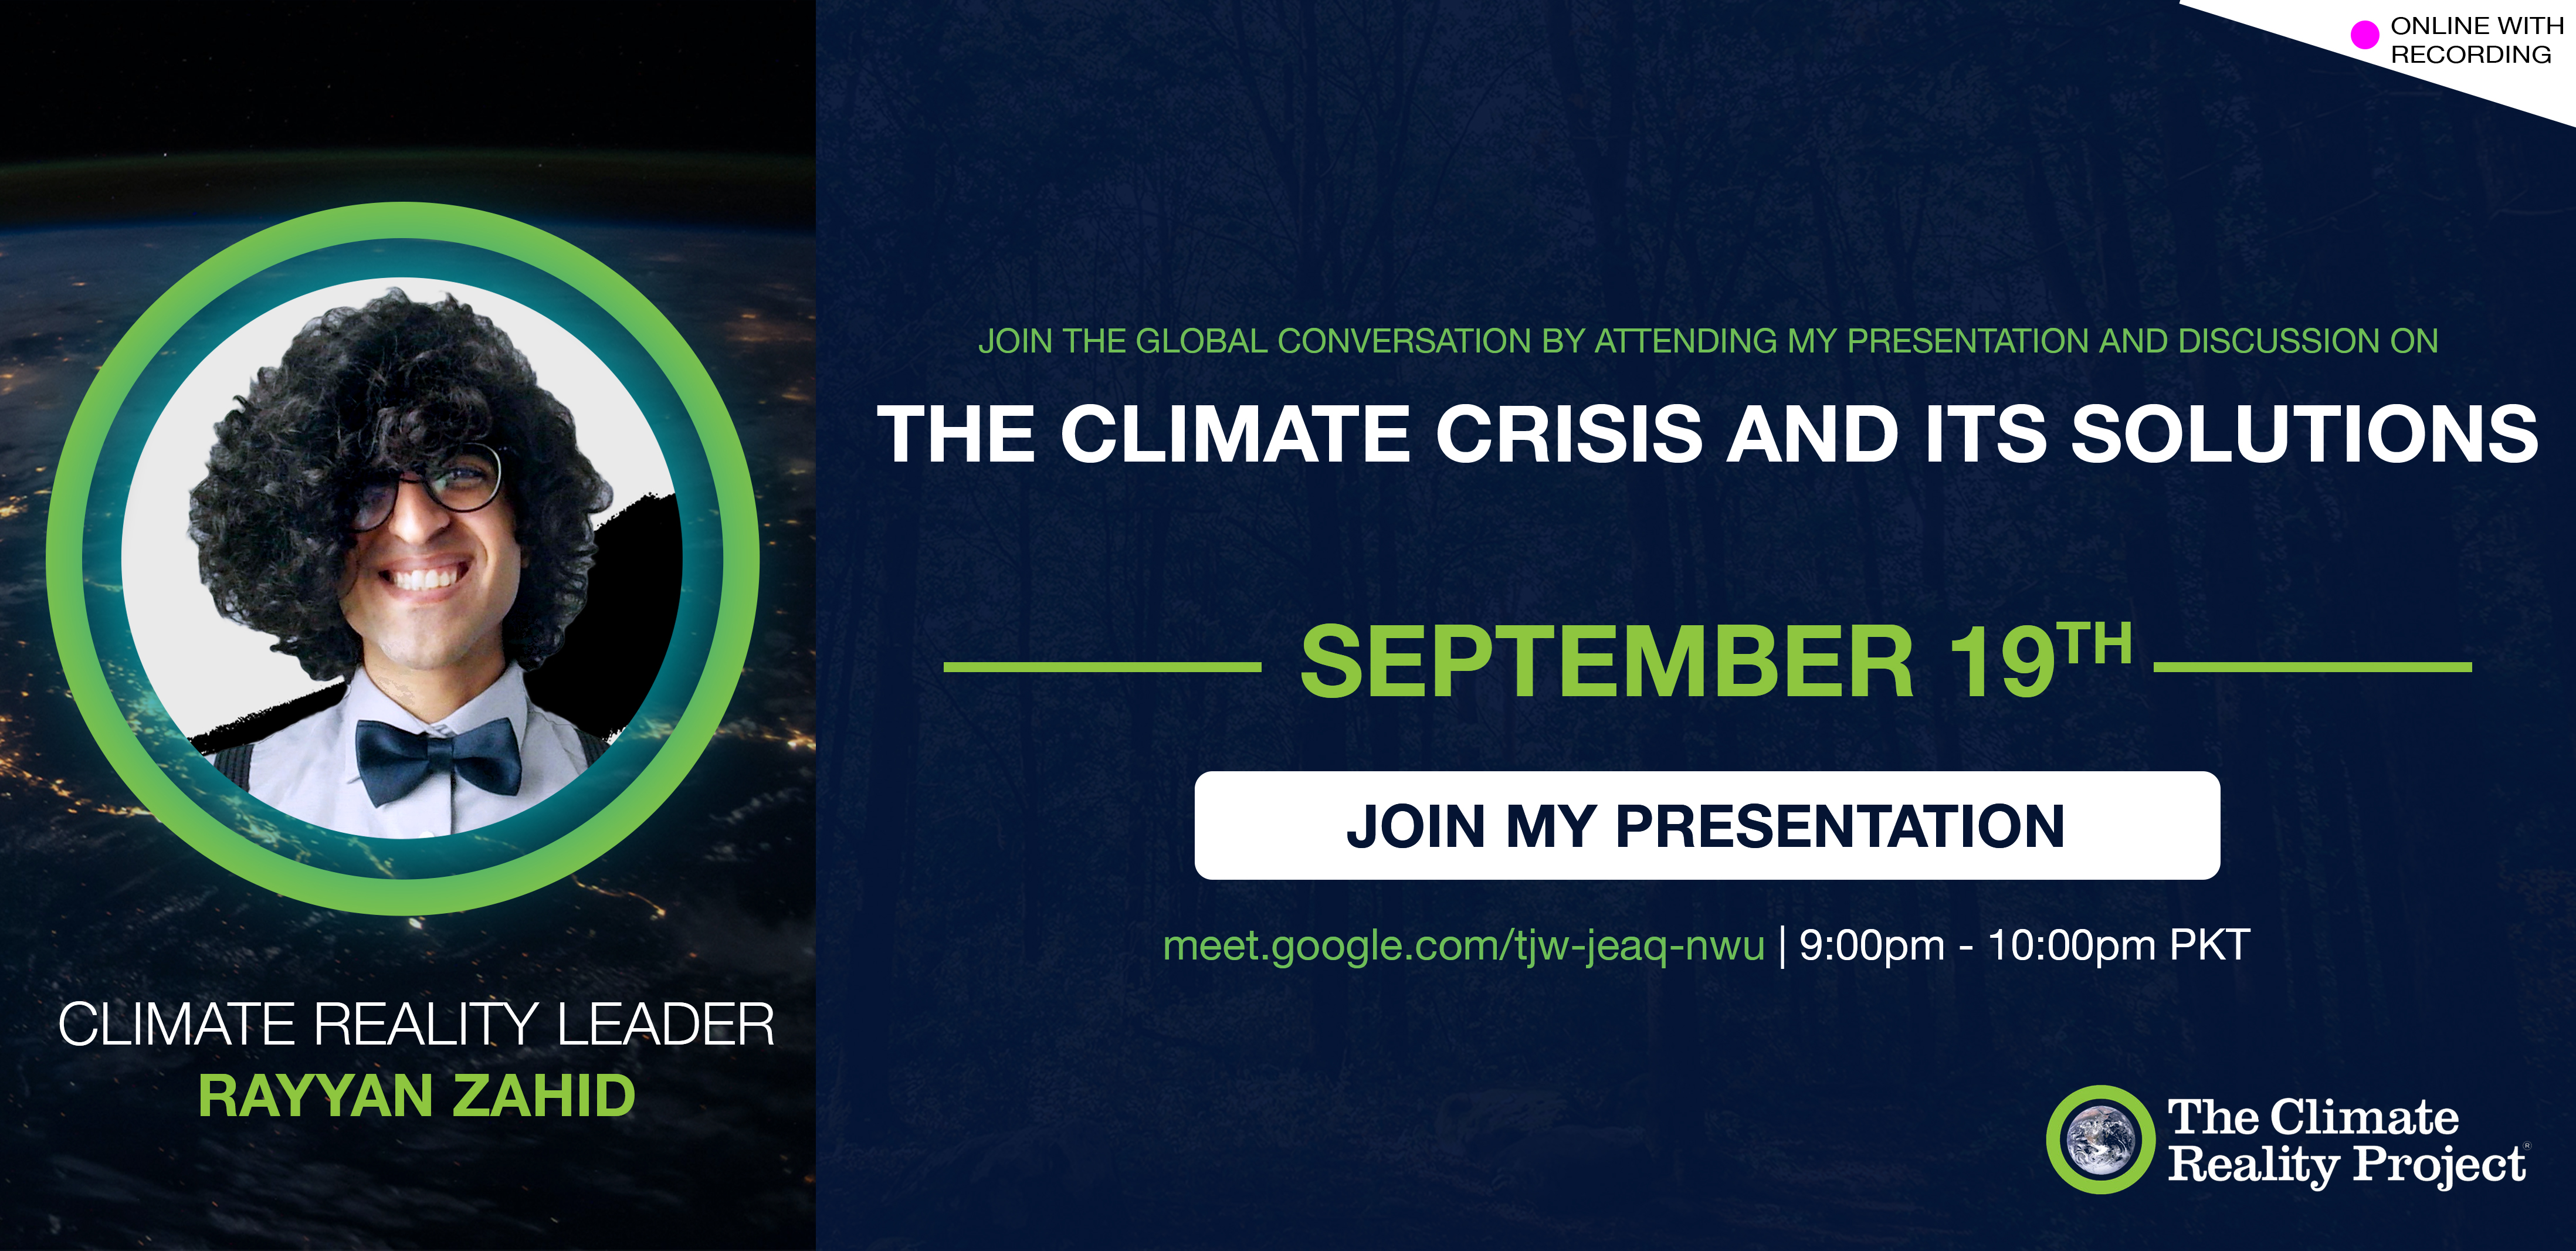 ONLINE WITH
RECORDING
JOIN THE GLOBAL CONVERSATION BY ATTENDING MY PRESENTATION AND DISCUSSION ON
THE CLIMATE CRISIS AND ITS SOLUTIONS
SEPTEMBER 19TH
JOIN MY PRESENTATION
meet.google.com/tjw-jeaq-nwu | 9:00pm - 10:00pm PKT
CLIMATE REALITY LEADER
RAYYAN ZAHID
The Climate
Reality Project®